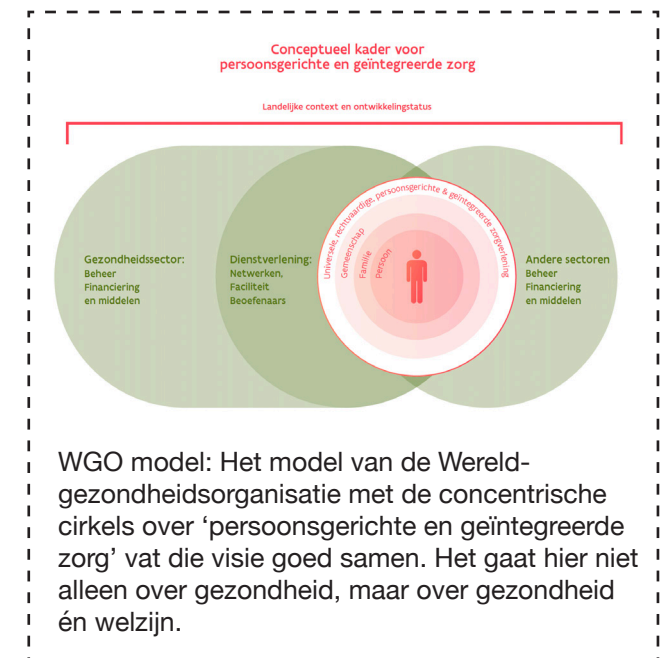 Conceptueel kader voor
persoonsgerichte en geïntegreerde zorg
Landelijke context en ontwikkelingstatus
Gezondheidssector:
Beheer
Financiering
en middelen
Dienstverlening:
Netwerken,
Faciliteit
Beoefenaars
Universele, rechtvaardige, persoonsgerichte & geïntegreerde zorgverlening
Gemeenschap
Familie
Persoon
Andere sectoren
Beheer
Financiering
en middelen
WGO model: Het model van de Wereld-
gezondheidsorganisatie met de concentrische
cirkels over ‘persoonsgerichte en geïntegreerde
zorg’ vat die visie goed samen. Het gaat hier niet
alleen over gezondheid, maar over gezondheid
én welzijn.